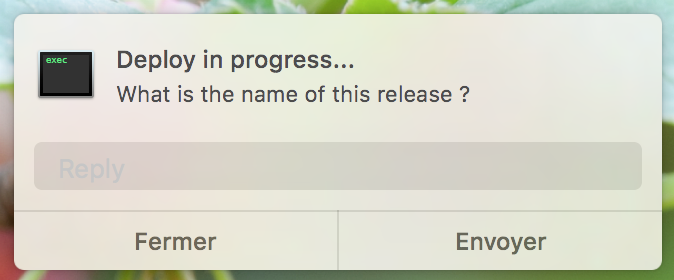 exec
Deploy in progress...
What is the name of this release ?
Reply
Fermer
Envoyer